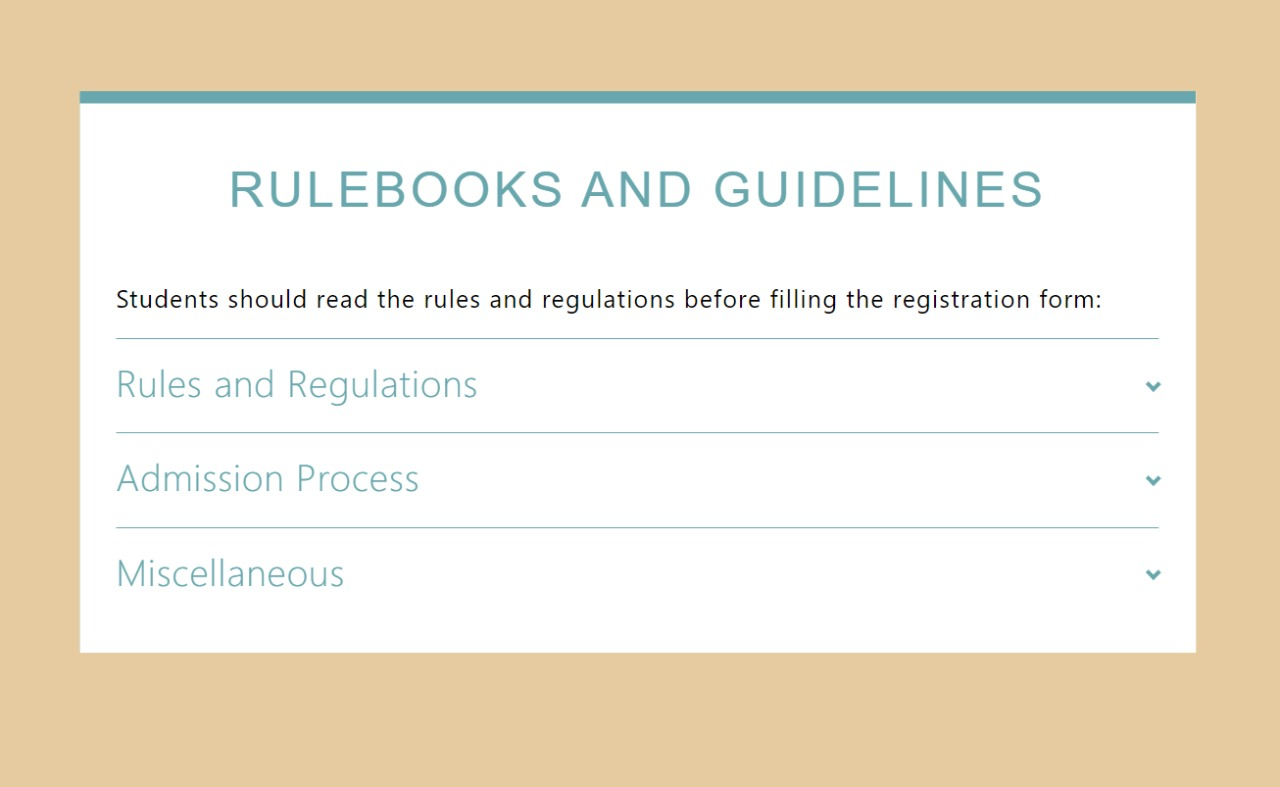 RULEBOOKS AND GUIDELINES
Students should read the rules and regulations before filling the registration form:
Rules and Regulations
Admission Process
Miscellaneous